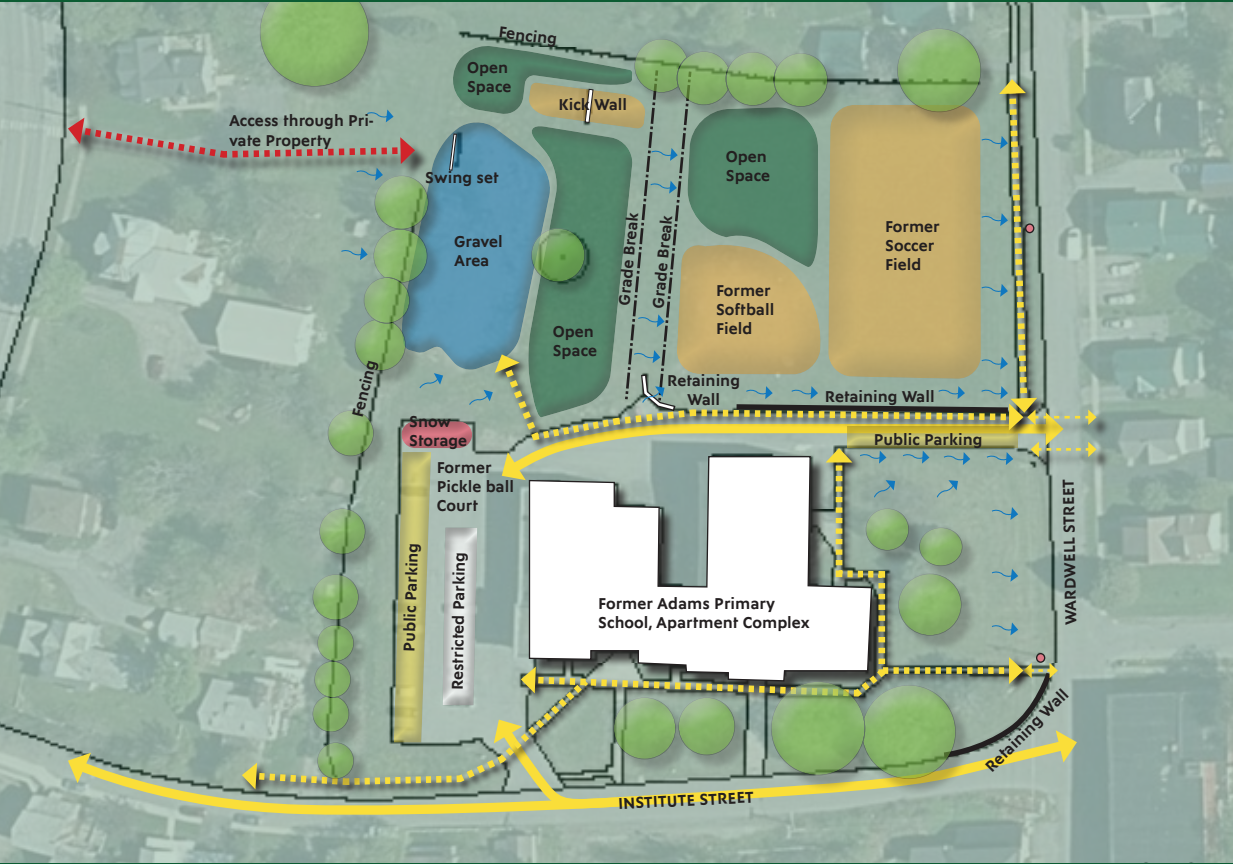 Fencing
Open
Space
Kick Wall
Access through Pri-
vate Property
Swing set
Gravel
Area
Open
Space
Grade Break
Grade Break
Open
Space
Former
Soccer
Field
Former
Softball
Field
Retaining
Wall
Retaining Wall
Fencing
Snow
Storage
Public Parking
Former
Pickle ball
Court
Public Parking
Restricted Parking
Former Adams Primary
School, Apartment Complex
WARDWELL STREET
Retaining Wall
INSTITUTE STREET